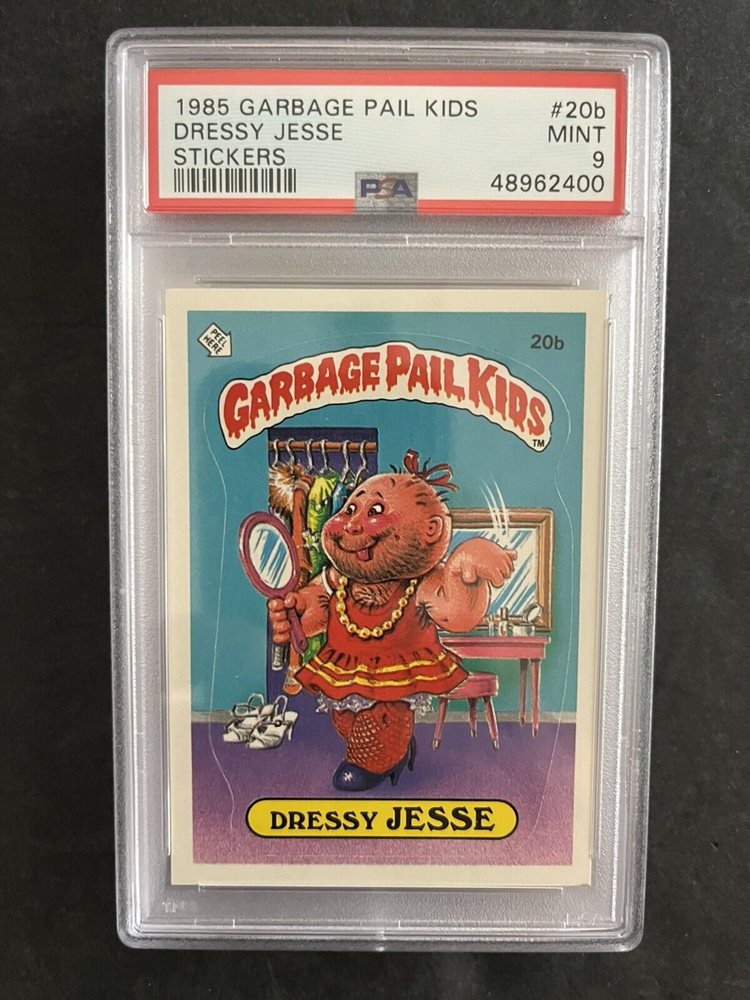 1985 GARBAGE PAIL KIDS #20b
DRESSY JESSE MINT
STICKERS 9
PSA 48962400
PEEL HERE
20b
GARBAGE PAIL KIDS
TM
DRESSY JESSE